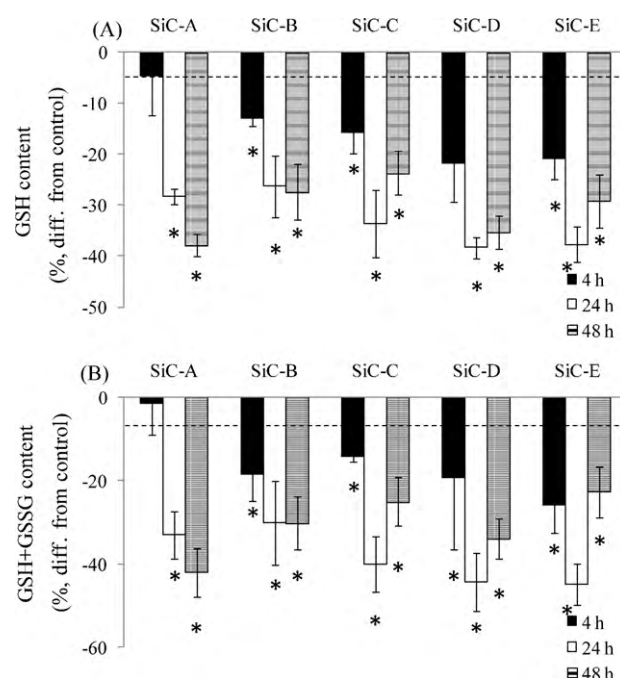 (A)
SiC-A SiC-B SiC-C SiC-D SiC-E
0
-10
-20
-30
-40
-50
GSH content
(%, diff. from control)
* * * * * * * * * * * * *
4 h
24 h
48 h
(B)
SiC-A SiC-B SiC-C SiC-D SiC-E
0
-20
-40
-60
GSH+GSSG content
(%, diff. from control)
* * * * * * * * * * * * * *
4 h
24 h
48 h